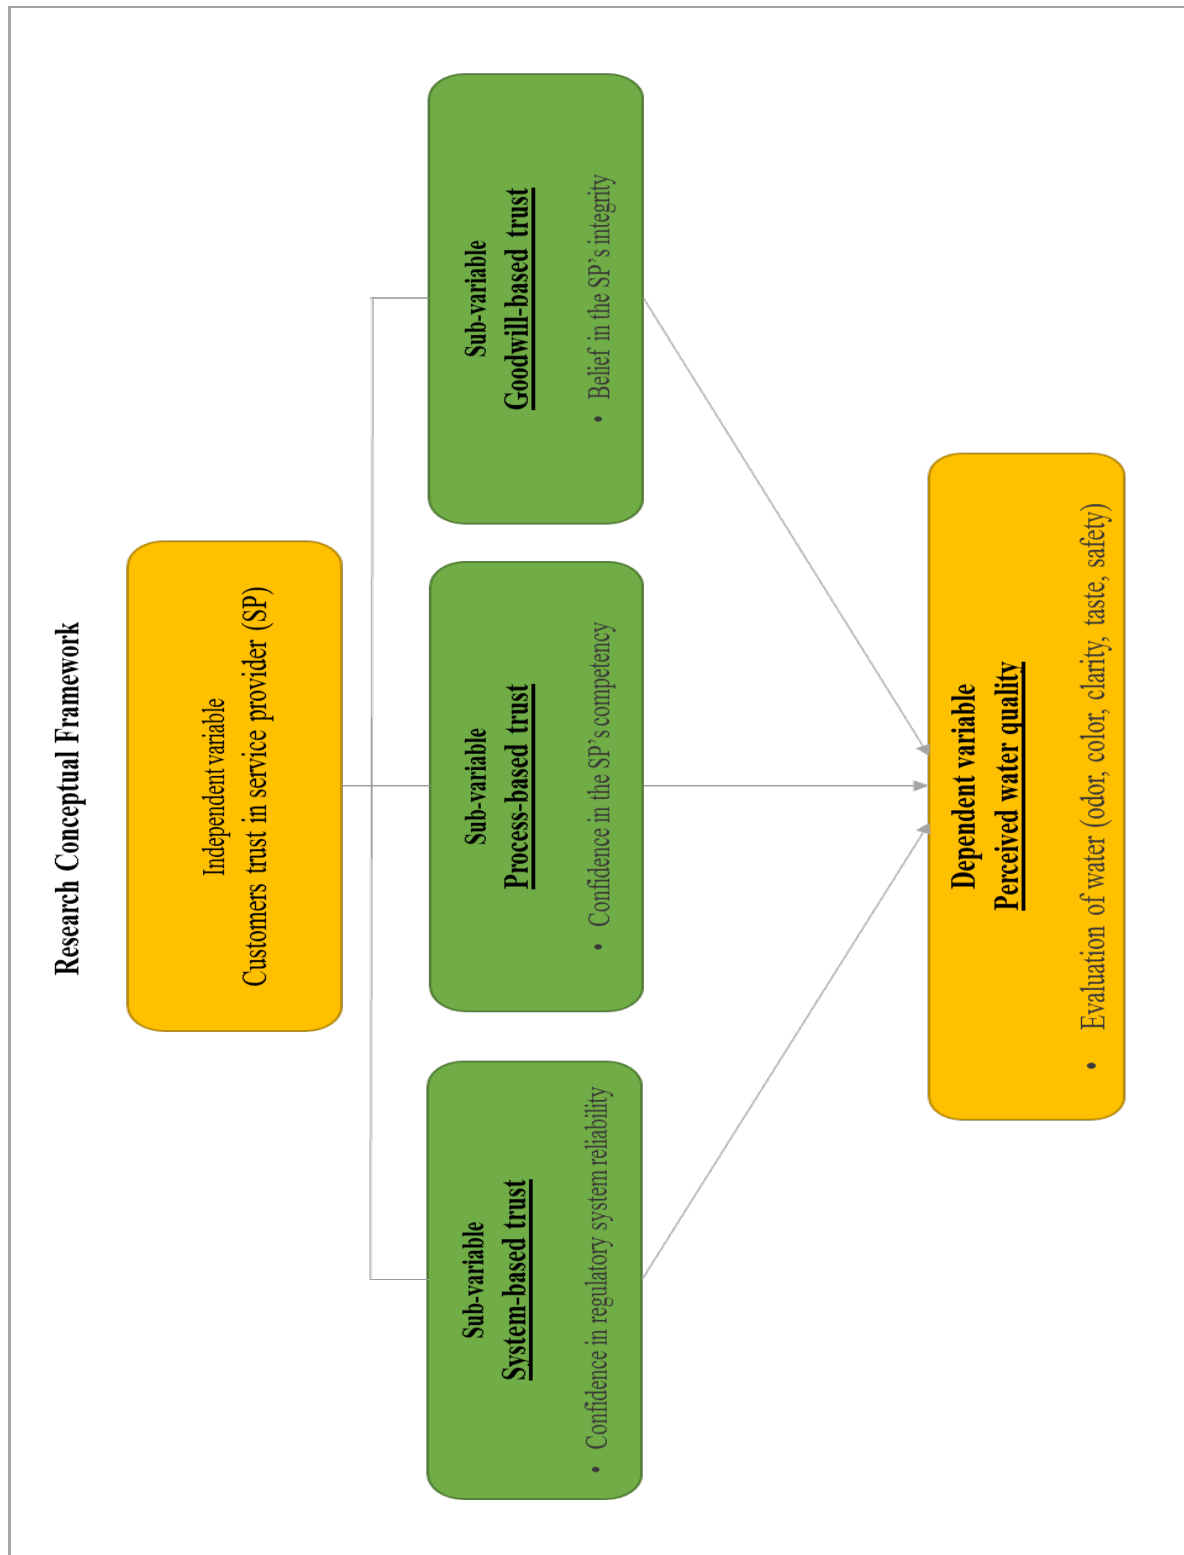 Research Conceptual Framework
Independent variable
Customers trust in service provider (SP)
Sub-variable
System-based trust
• Confidence in regulatory system reliability
Sub-variable
Process-based trust
• Confidence in the SP's competency
Sub-variable
Goodwill-based trust
• Belief in the SP's integrity
Dependent variable
Perceived water quality
• Evaluation of water (odor, color, clarity, taste, safety)